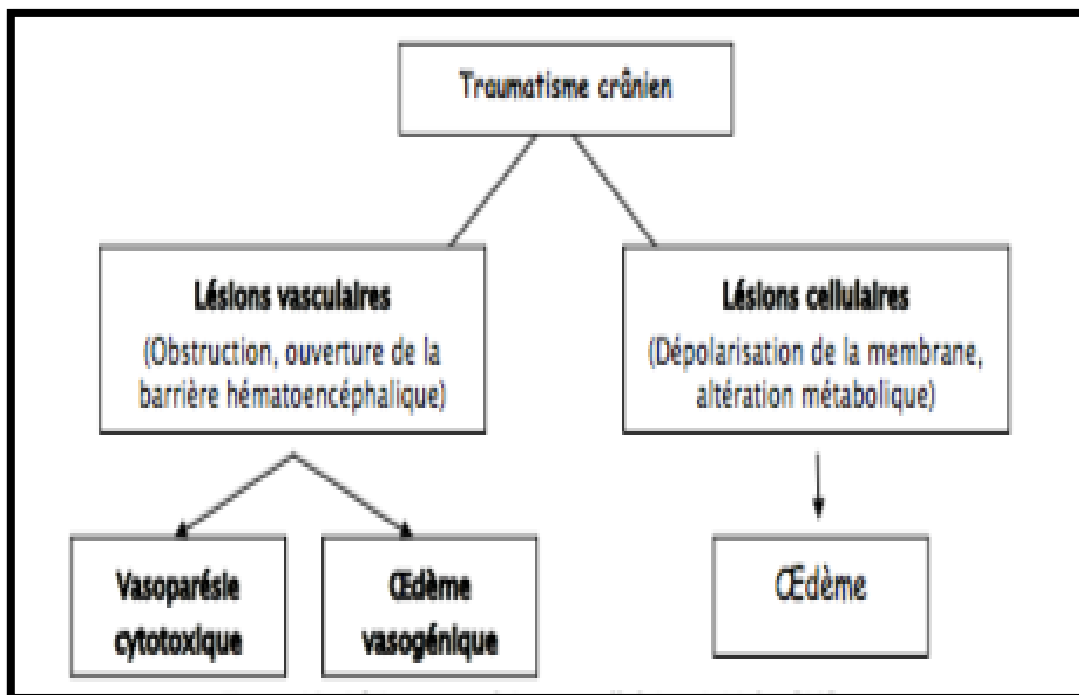 Traumatisme crânien
Lésions vasculaires
(Obstruction, ouverture de la
barrière hématoencéphalique)
Lésions cellulaires
(Dépolarisation de la membrane,
altération métabolique)
Vasoparésie
cytotoxique
Œdème
vasogénique
Œdème